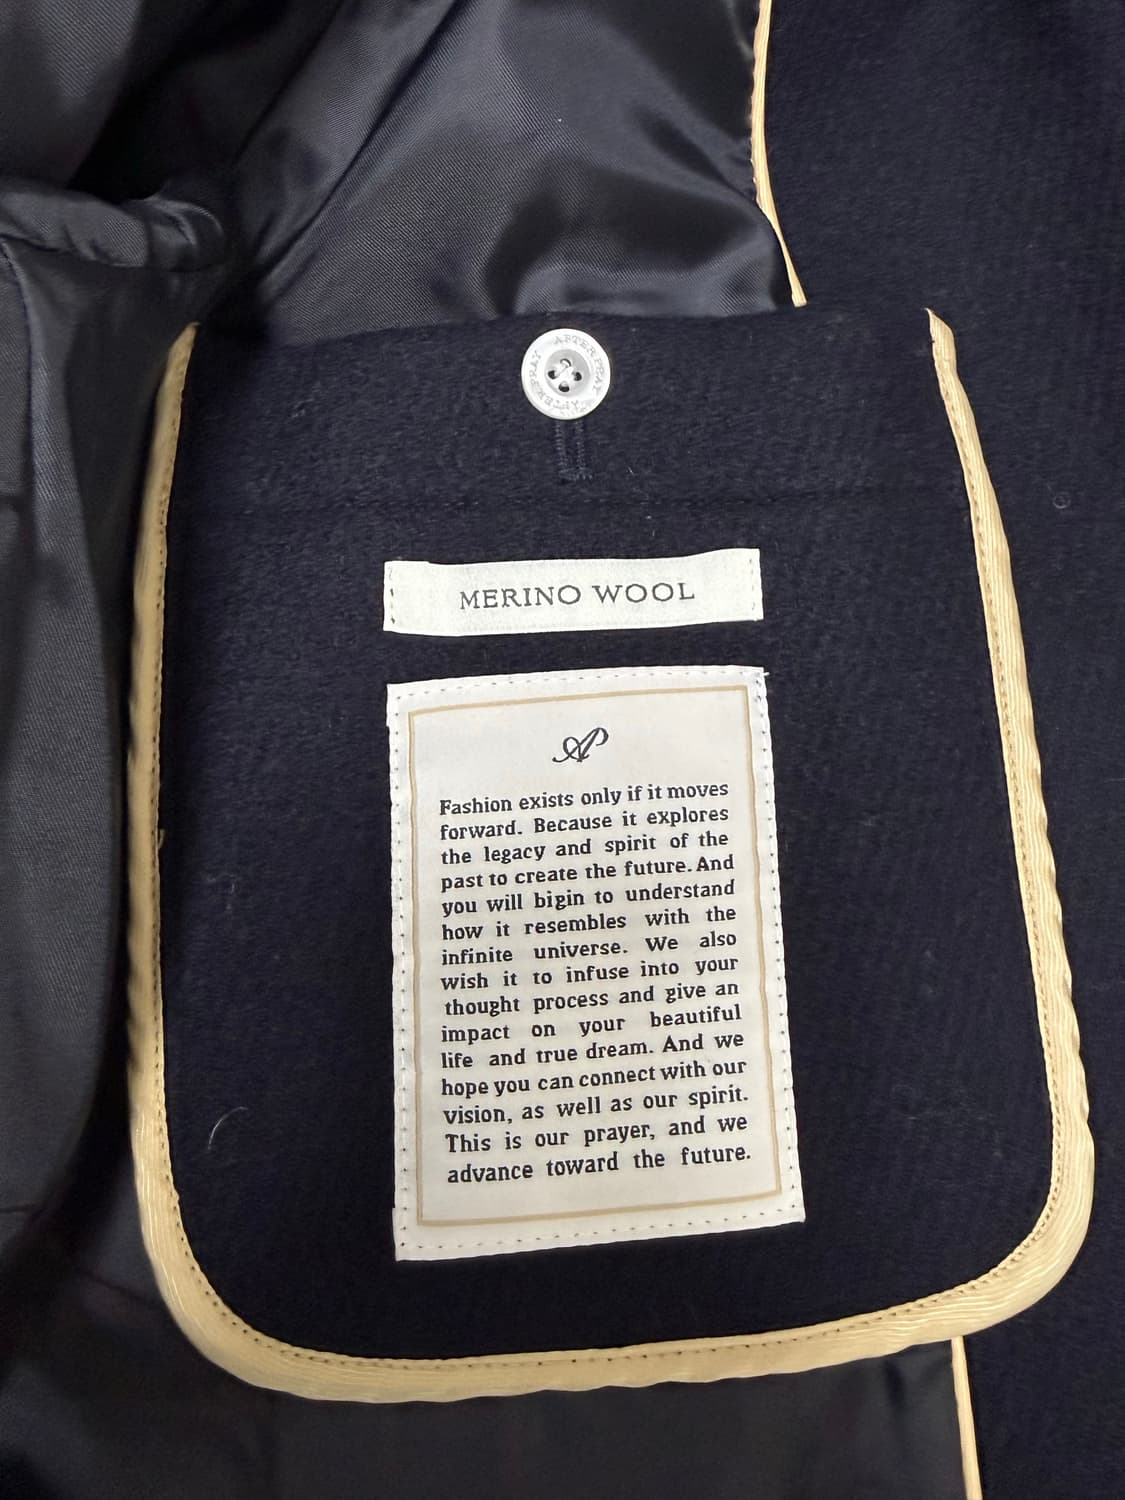 AFTER PRAY AFTER PRAY
MERINO WOOL
AP
Fashion exists only if it moves
forward. Because it explores
the legacy and spirit of the
past to create the future. And
you will bigin to understand
how it resembles with the
infinite universe. We also
wish it to infuse into your
thought process and give an
impact on your beautiful
life and true dream. And we
hope you can connect with our
vision, as well as our spirit.
This is our prayer, and we
advance toward the future.